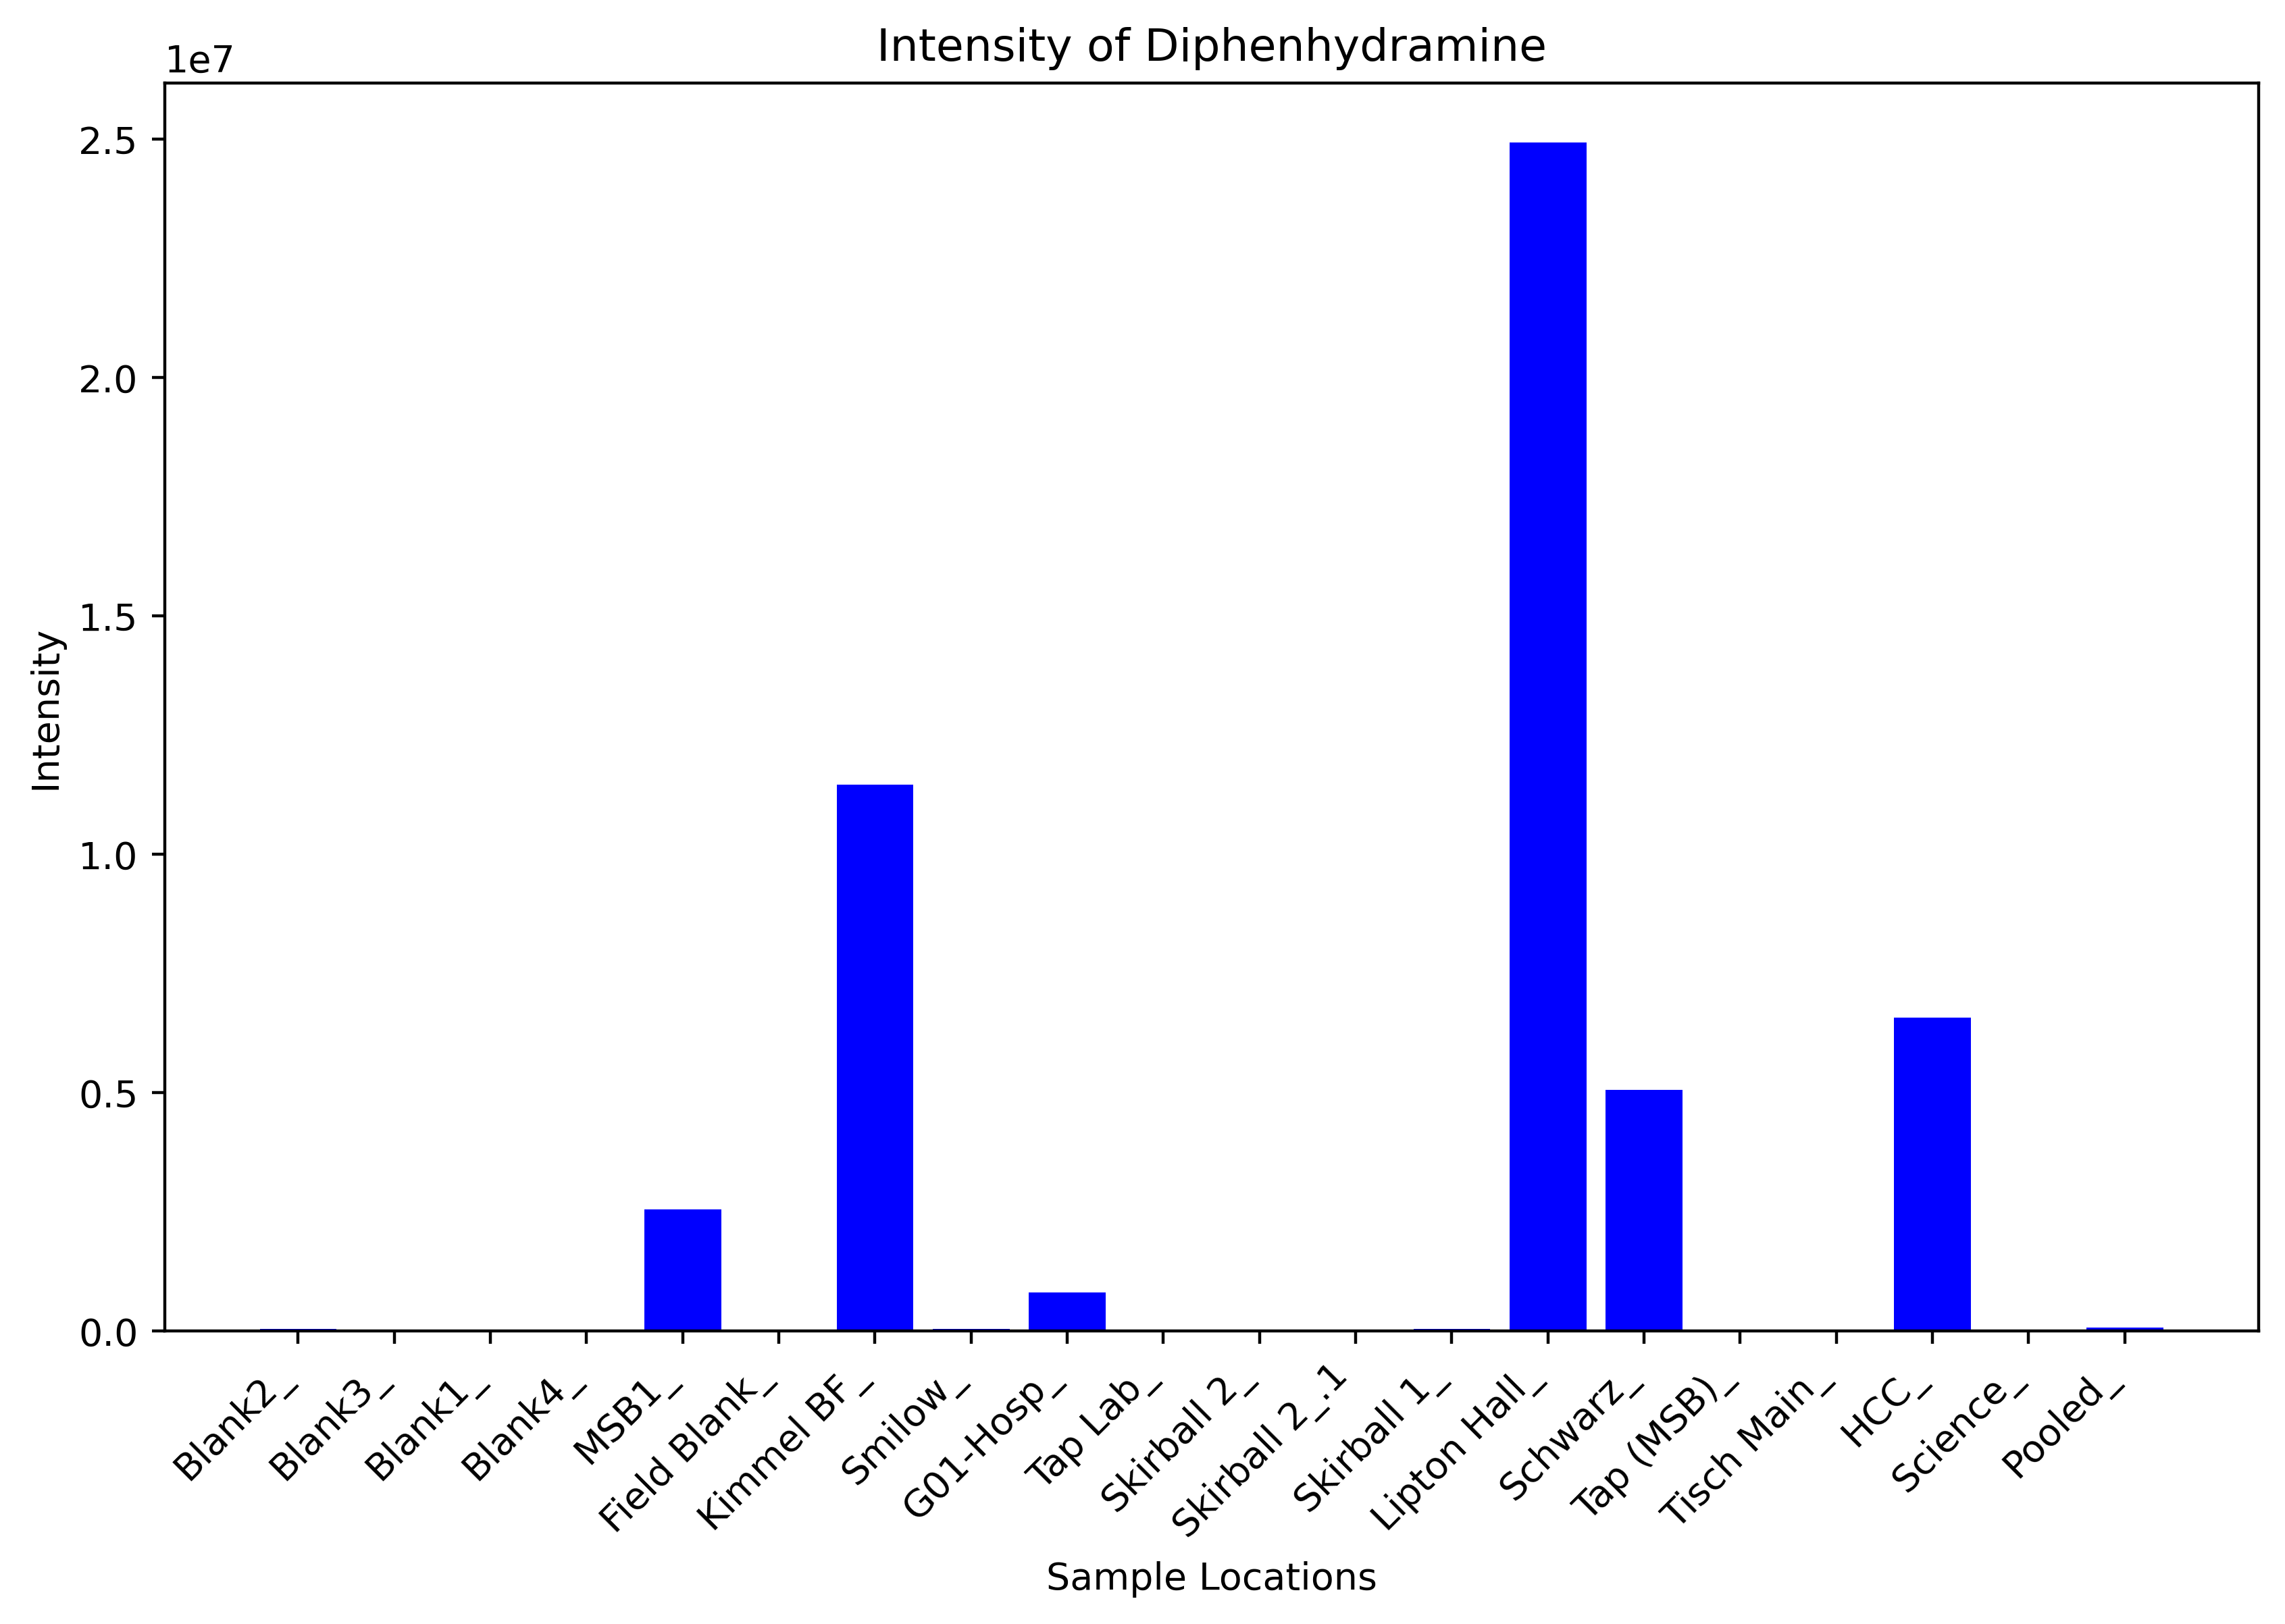 Intensity of Diphenhydramine
1e7
2.5
2.0
1.5
1.0
0.5
0.0
Intensity
Blank2_
Blank3_
Blank1_
Blank4_
MSB1_
Field Blank_
Kimmel BF_
Smilow_
G01-Hosp_
Tap Lab_
Skirball 2_
Skirball 2_.1
Skirball 1_
Lipton Hall_
Schwarz_
Tap (MSB)_
Tisch Main_
HCC_
Science_
Pooled_
Sample Locations